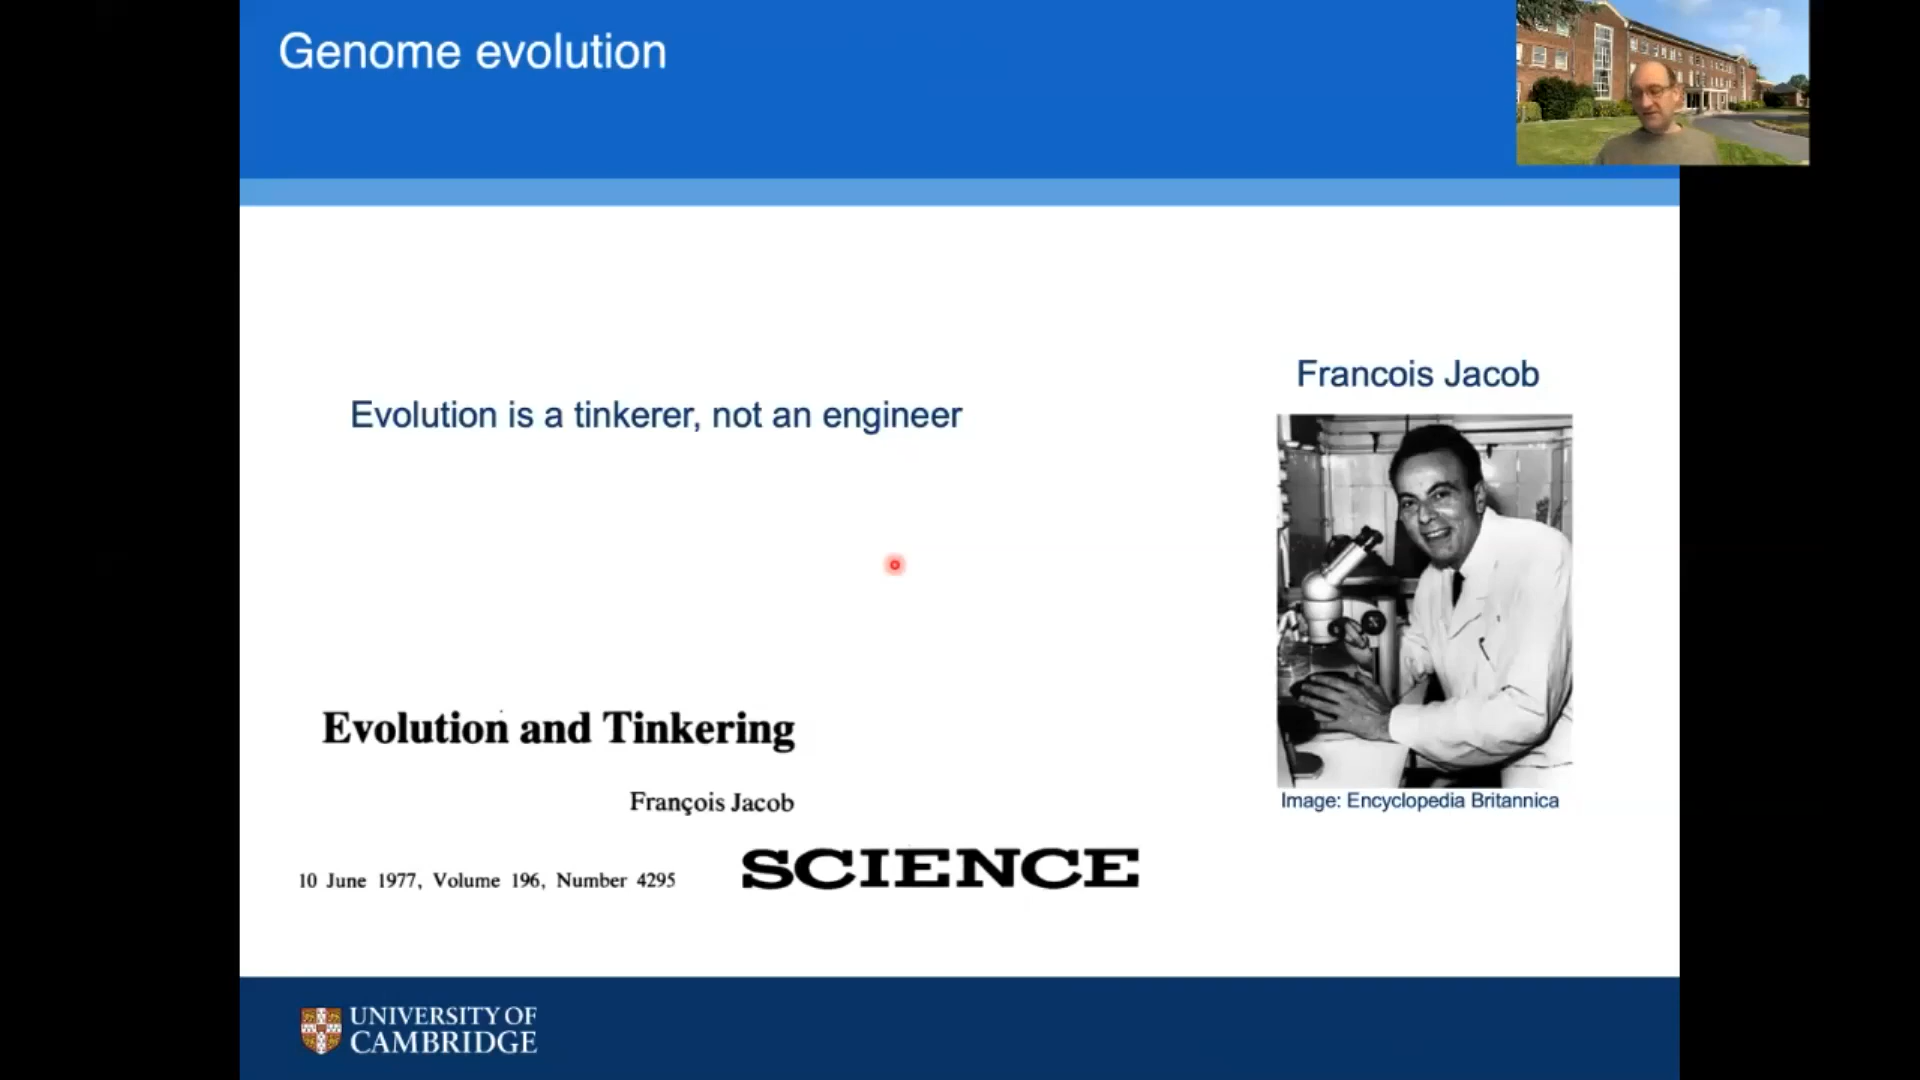 Genome evolution
Evolution is a tinkerer, not an engineer
Francois Jacob
Image: Encyclopedia Britannica
Evolution and Tinkering
François Jacob
10 June 1977, Volume 196, Number 4295
SCIENCE
UNIVERSITY OF
CAMBRIDGE